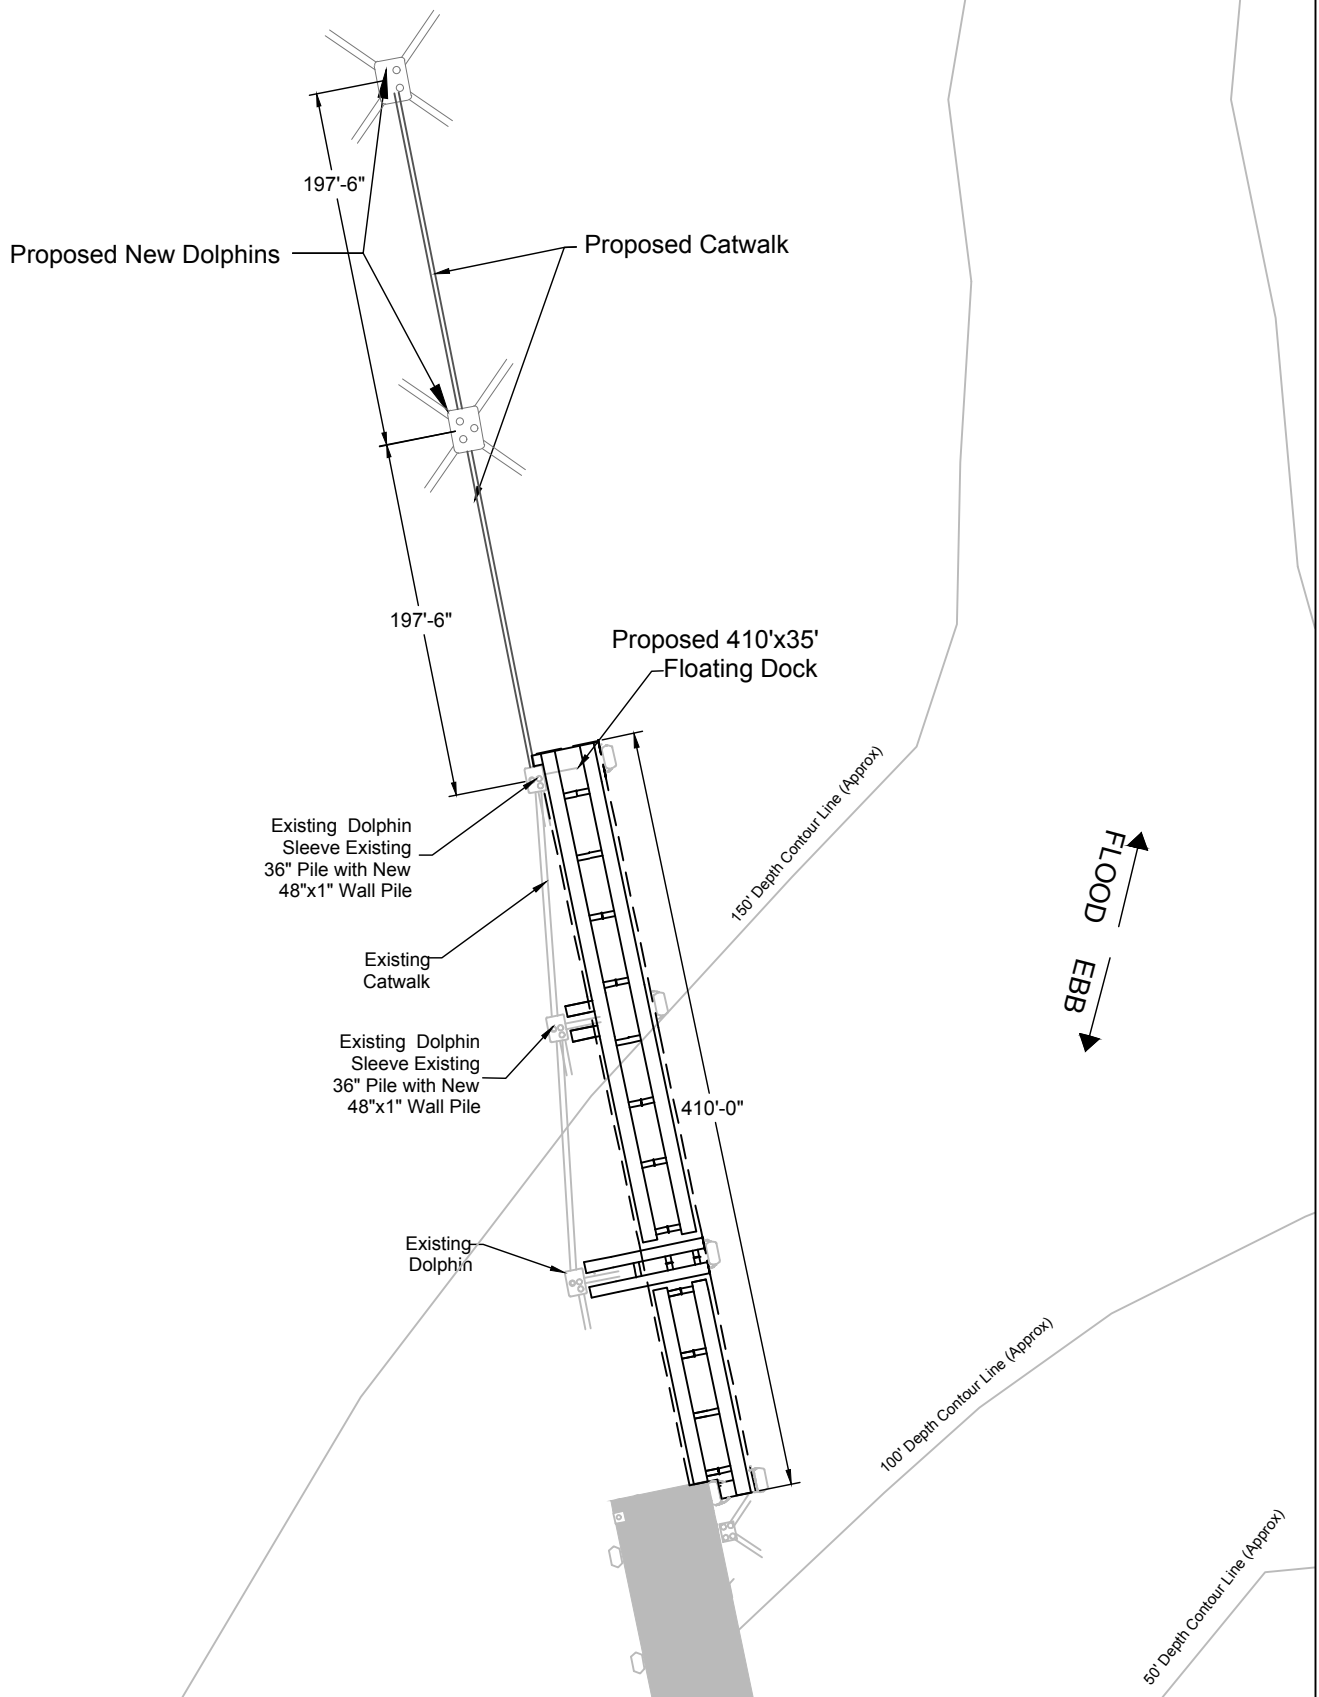 197'-6"
Proposed New Dolphins
Proposed Catwalk
197'-6"
Proposed 410'x35'
Floating Dock
Existing Dolphin
Sleeve Existing
36" Pile with New
48"x1" Wall Pile
150' Depth Contour Line (Approx)
FLOOD
EBB
Existing
Catwalk
Existing Dolphin
Sleeve Existing
36" Pile with New
48"x1" Wall Pile
410'-0"
Existing
Dolphin
100' Depth Contour Line (Approx)
50' Depth Contour Line (Approx)